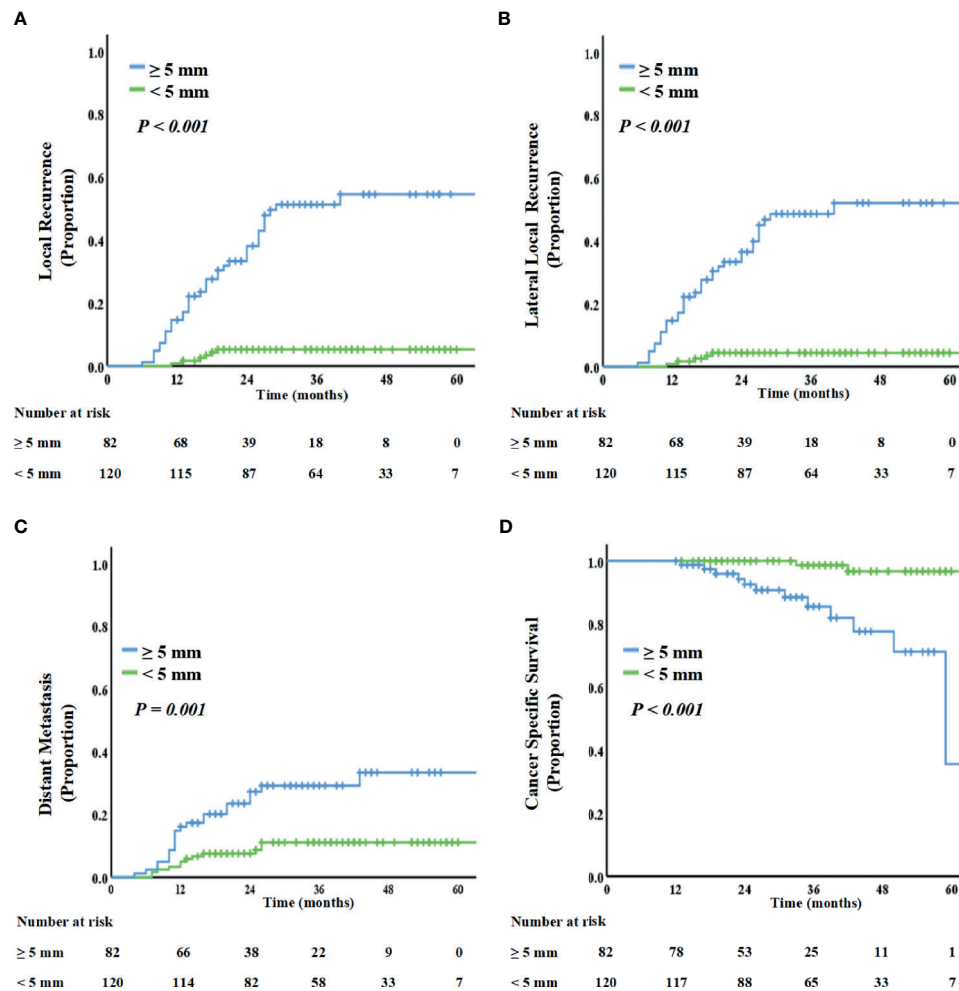 A
Local Recurrence
(Proportion)
1.0
0.8
0.6
0.4
0.2
0.0
≥ 5 mm
< 5 mm
P < 0.001
0 12 24 36 48 60
Time (months)
Number at risk
≥ 5 mm 82 68 39 18 8 0
< 5 mm 120 115 87 64 33 7
B
Lateral Local Recurrence
(Proportion)
1.0
0.8
0.6
0.4
0.2
0.0
≥ 5 mm
< 5 mm
P < 0.001
0 12 24 36 48 60
Time (months)
Number at risk
≥ 5 mm 82 68 39 18 8 0
< 5 mm 120 115 87 64 33 7
C
Distant Metastasis
(Proportion)
1.0
0.8
0.6
0.4
0.2
0.0
≥ 5 mm
< 5 mm
P = 0.001
0 12 24 36 48 60
Time (months)
Number at risk
≥ 5 mm 82 66 38 22 9 0
< 5 mm 120 114 82 58 33 7
D
Cancer Specific Survival
(Proportion)
1.0
0.8
0.6
0.4
0.2
0.0
≥ 5 mm
< 5 mm
P < 0.001
0 12 24 36 48 60
Time (months)
Number at risk
≥ 5 mm 82 78 53 25 11 1
< 5 mm 120 117 88 65 33 7